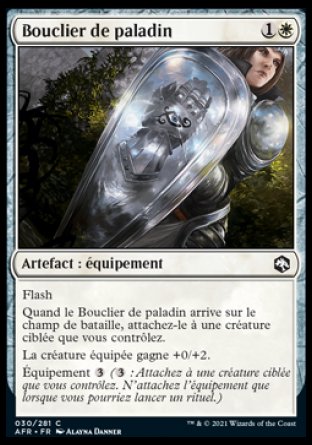 Bouclier de paladin 1
Artefact : équipement
Flash
Quand le Bouclier de paladin arrive sur le
champ de bataille, attachez-le à une créature
ciblée que vous contrôlez.
La créature équipée gagne +0/+2.
Équipement 3 (3 : Attachez à une créature ciblée
que vous contrôlez. N'attachez l'équipement que
lorsque vous pourriez lancer un rituel.)
030/281 C
AFR • FR ALAYNA DANNER
™ & © 2021 Wizards of the Coast